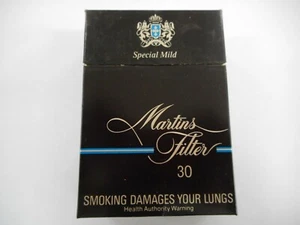 Special Mild
Martins
Filter
30
SMOKING DAMAGES YOUR LUNGS
Health Authority Warning